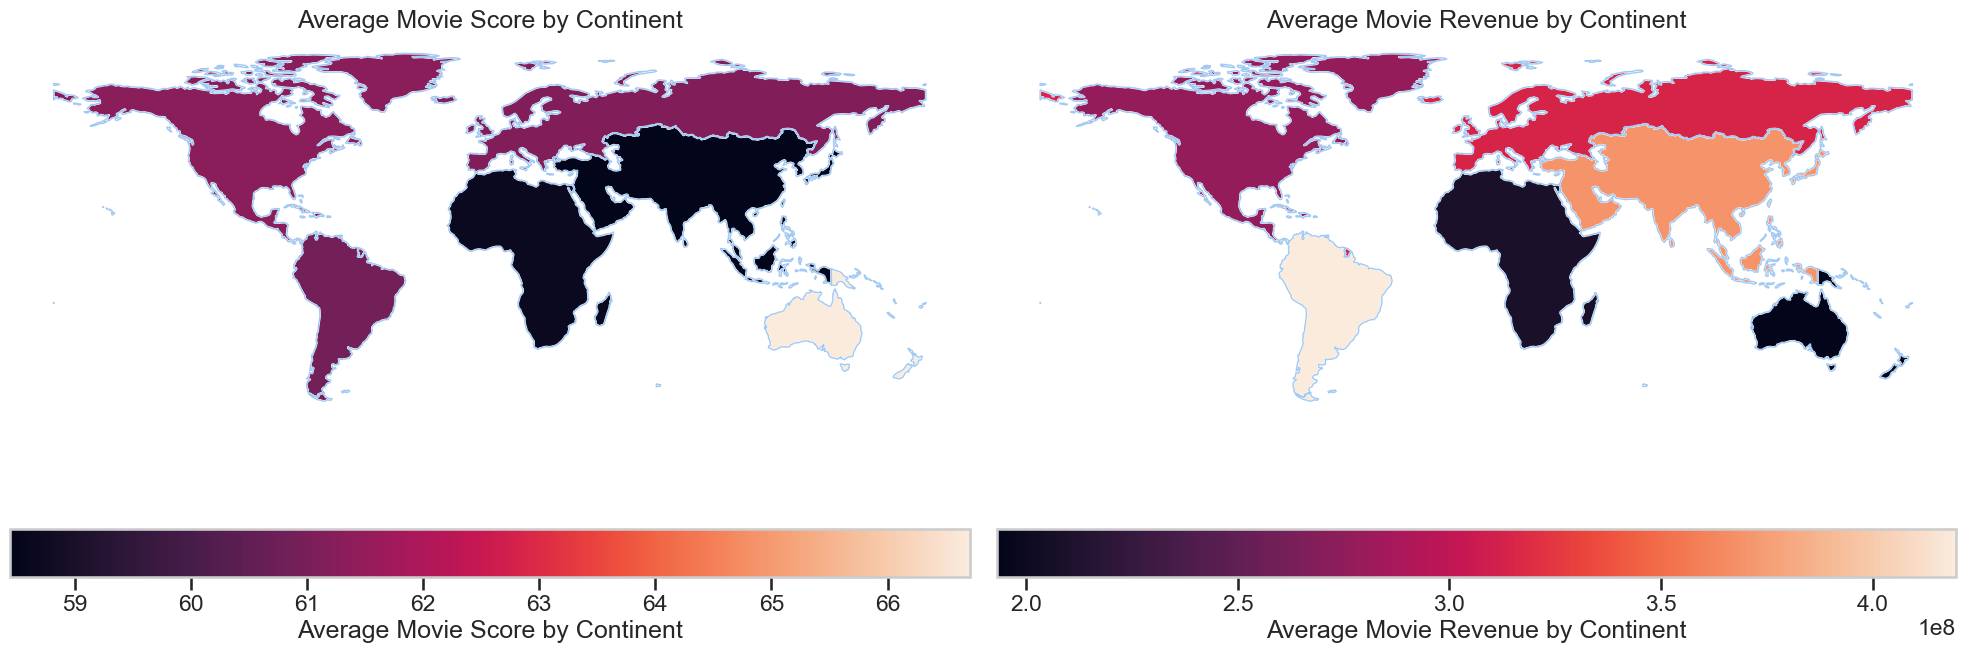 Average Movie Score by Continent
Average Movie Revenue by Continent
59 60 61 62 63 64 65 66
Average Movie Score by Continent
2.0 2.5 3.0 3.5 4.0
1e8
Average Movie Revenue by Continent